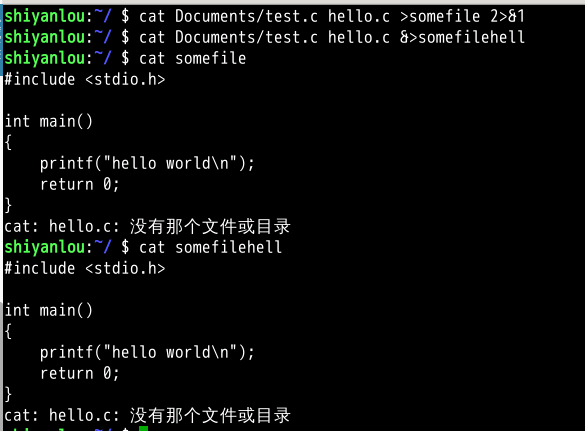 shiyanlou:~/ $ cat Documents/test.c hello.c >somefile 2>&1
shiyanlou:~/ $ cat Documents/test.c hello.c &>somefilehell
shiyanlou:~/ $ cat somefile
#include <stdio.h>

int main()
{
    printf("hello world\n");
    return 0;
}
cat: hello.c: 没有那个文件或目录
shiyanlou:~/ $ cat somefilehell
#include <stdio.h>

int main()
{
    printf("hello world\n");
    return 0;
}
cat: hello.c: 没有那个文件或目录